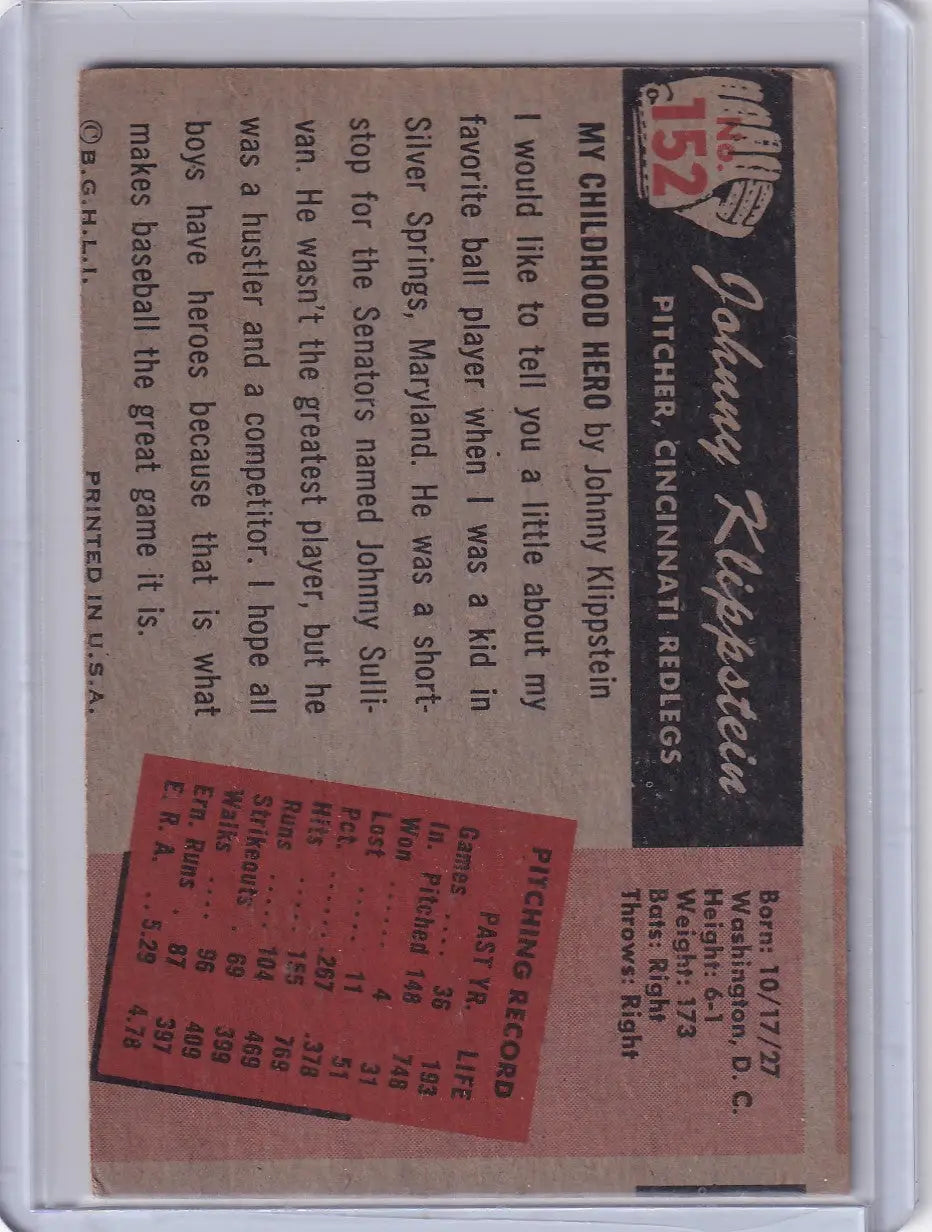 No.
152
Johnny Klippstein
PITCHER, CINCINNATI REDLEGS
Born: 10/17/27
Washington, D. C.
Height: 6-1
Weight: 173
Bats: Right
Throws: Right
MY CHILDHOOD HERO by Johnny Klippstein
I would like to tell you a little about my
favorite ball player when I was a kid in
Silver Springs, Maryland. He was a short-
stop for the Senators named Johnny Sulli-
van. He wasn't the greatest player, but he
was a hustler and a competitor. I hope all
boys have heroes because that is what
makes baseball the great game it is.
PITCHING RECORD
PAST YR. LIFE
Games .... 36 193
In. Pitched 148 748
Won ..... 4 31
Lost ..... 11 51
Pct. ..... .267 .378
Hits ..... 155 769
Runs ..... 104 469
Strikeouts . 69 399
Walks .... 96 409
Ern. Runs . 87 397
E. R. A. .. 5.29 4.78
©B.G.H.L.I. PRINTED IN U.S.A.